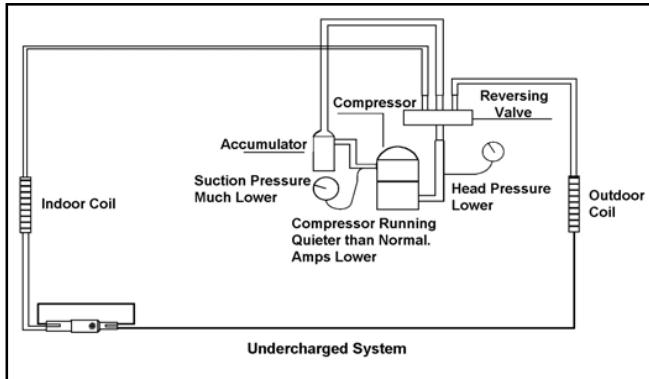 Compressor
Reversing
Valve
Accumulator
Suction Pressure
Much Lower
Head Pressure
Lower
Indoor Coil
Outdoor
Coil
Compressor Running
Quieter than Normal.
Amps Lower
Undercharged System